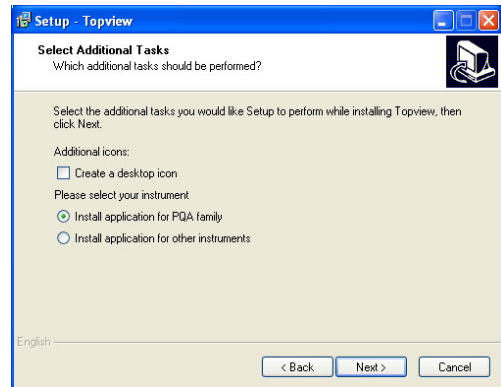 Setup - Topview
Select Additional Tasks
Which additional tasks should be performed?
Select the additional tasks you would like Setup to perform while installing Topview, then
click Next.
Additional icons:
Create a desktop icon
Please select your instrument
Install application for PQA family
Install application for other instruments
English
< Back
Next >
Cancel